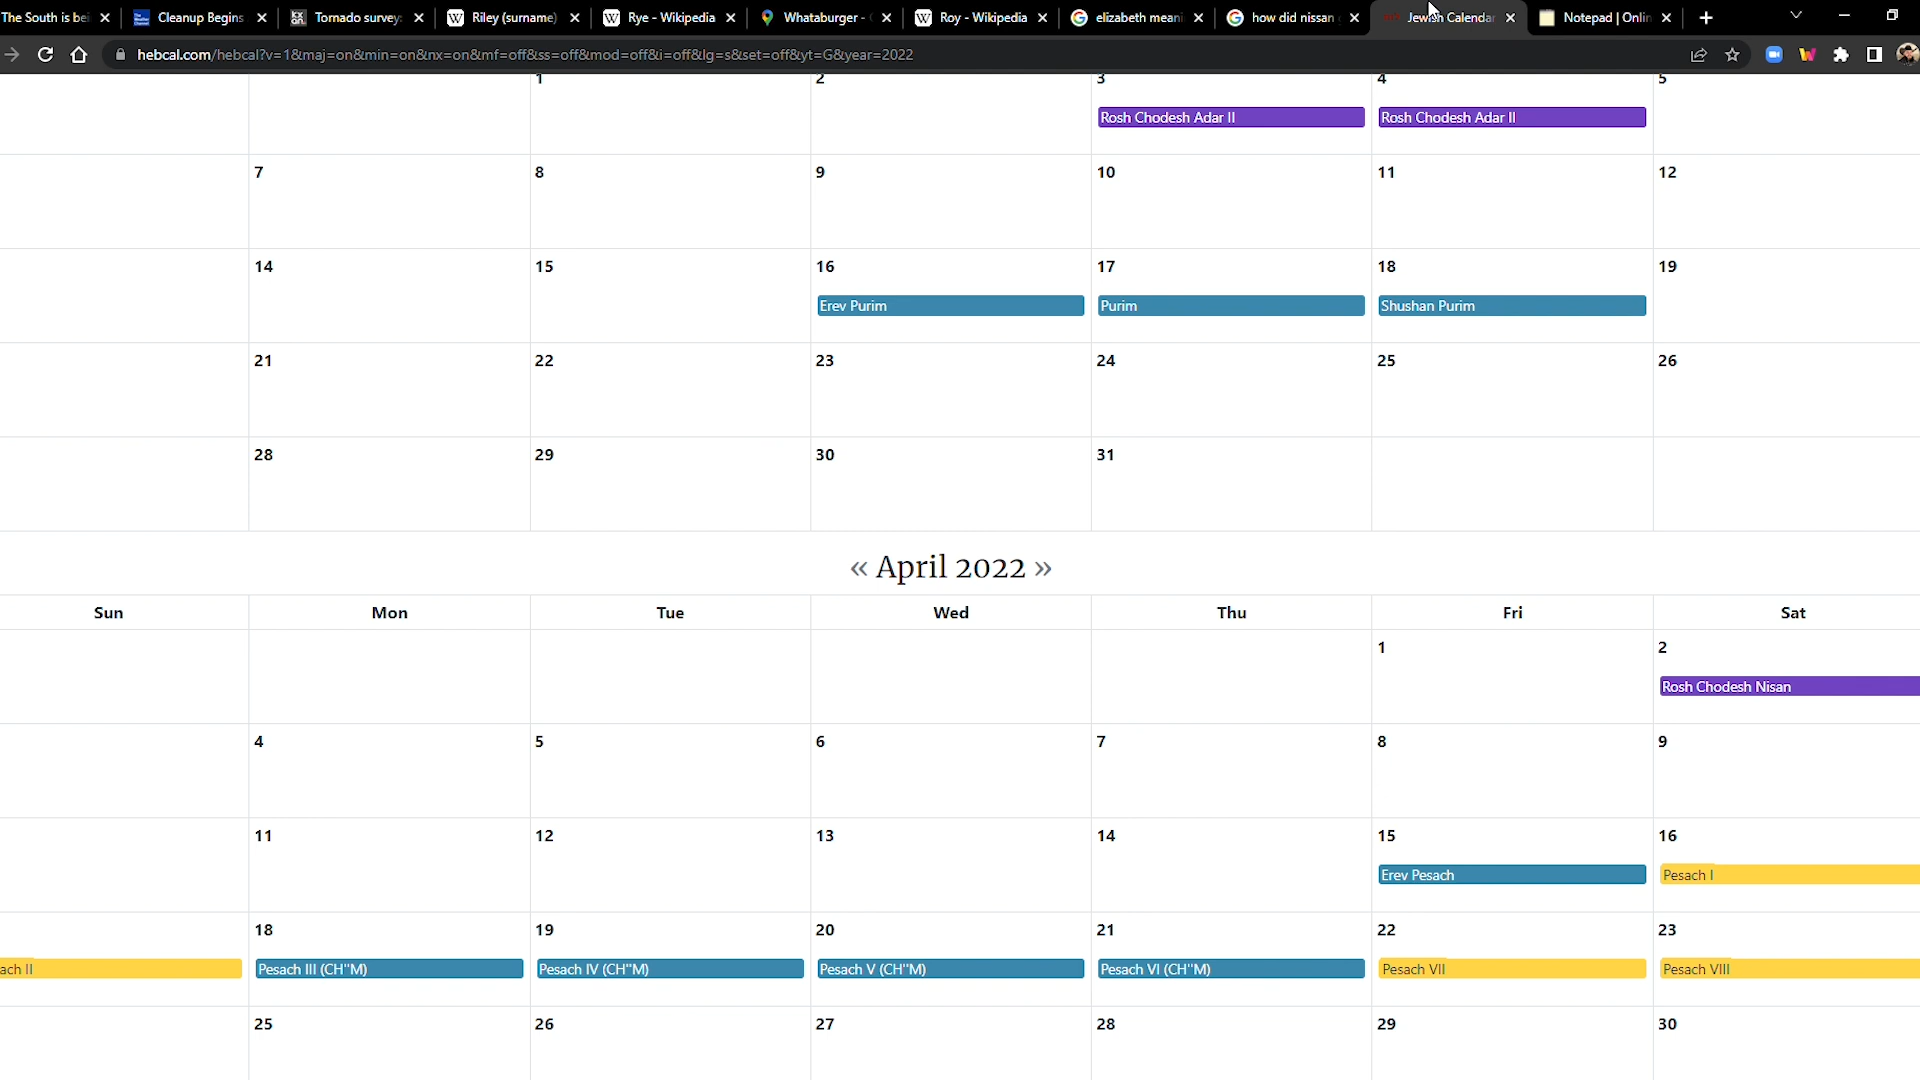 The South is bei
Cleanup Begins
Tornado survey:
Riley (surname)
Rye - Wikipedia
Whataburger -
Roy - Wikipedia
elizabeth meani
how did nissan
Jewish Calendar
Notepad | Onlin
hebcal.com/hebcal?v=1&maj=on&min=on&nx=on&mf=off&ss=off&mod=off&i=off&lg=s&set=off&yt=G&year=2022
1 2 3 4 5
Rosh Chodesh Adar II Rosh Chodesh Adar II
7 8 9 10 11 12
14 15 16 17 18 19
Erev Purim Purim Shushan Purim
21 22 23 24 25 26
28 29 30 31
« April 2022 »
Sun Mon Tue Wed Thu Fri Sat
1 2
Rosh Chodesh Nisan
4 5 6 7 8 9
11 12 13 14 15 16
Erev Pesach Pesach I
18 19 20 21 22 23
ach II Pesach III (CH"M) Pesach IV (CH"M) Pesach V (CH"M) Pesach VI (CH"M) Pesach VII Pesach VIII
25 26 27 28 29 30